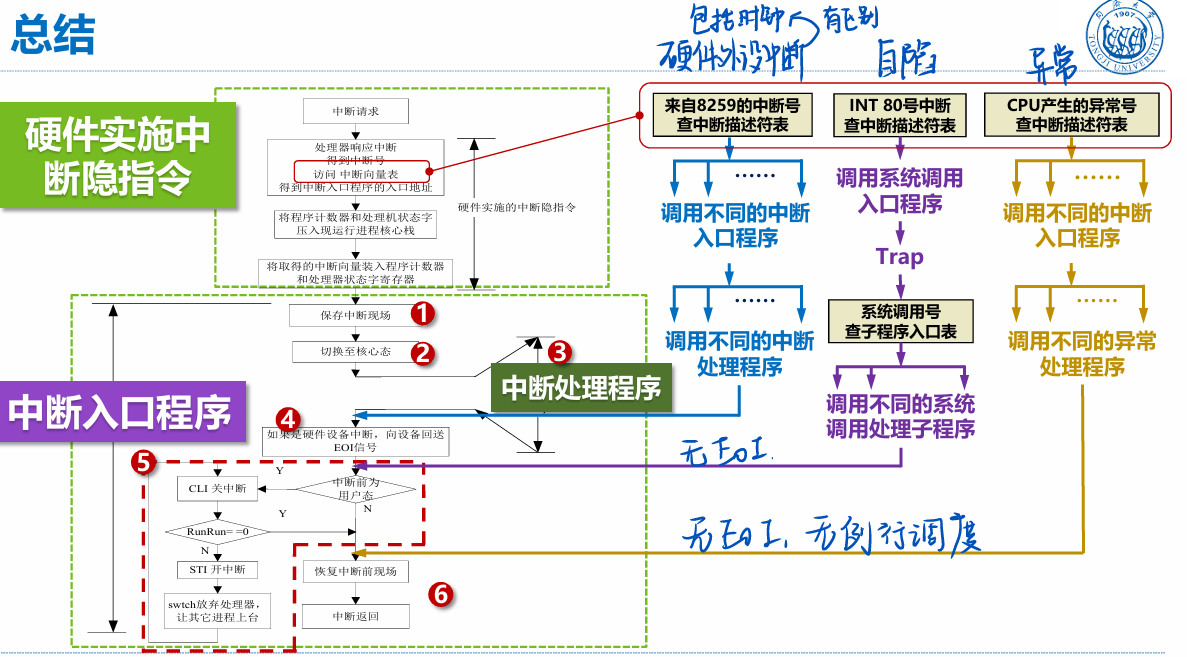 总结
包括时钟 有区别
硬件外设中断
自陷
异常
同济大学
1907
TONGJI UNIVERSITY
硬件实施中
断隐指令
中断请求
处理器响应中断
得到中断号
访问 中断向量表
得到中断入口程序的入口地址
将程序计数器和处理机状态字
压入现运行进程核心栈
将取得的中断向量装入程序计数器
和处理器状态字寄存器
硬件实施的中断隐指令
来自8259的中断号
查中断描述符表
INT 80号中断
查中断描述符表
CPU产生的异常号
查中断描述符表
……
调用不同的中断
入口程序
……
调用不同的中断
处理程序
调用系统调用
入口程序
Trap
系统调用号
查子程序入口表
调用不同的系统
调用处理子程序
……
调用不同的中断
入口程序
……
调用不同的异常
处理程序
中断入口程序
保存中断现场
1
切换至核心态
2
3
中断处理程序
4
如果是硬件设备中断，向设备回送
EOI信号
无EOI.
5
Y
CLI 关中断
中断前为
用户态
N
Y
RunRun= =0
N
STI 开中断
swtch放弃处理器，
让其它进程上台
无EOI、无例行调度
恢复中断前现场
6
中断返回